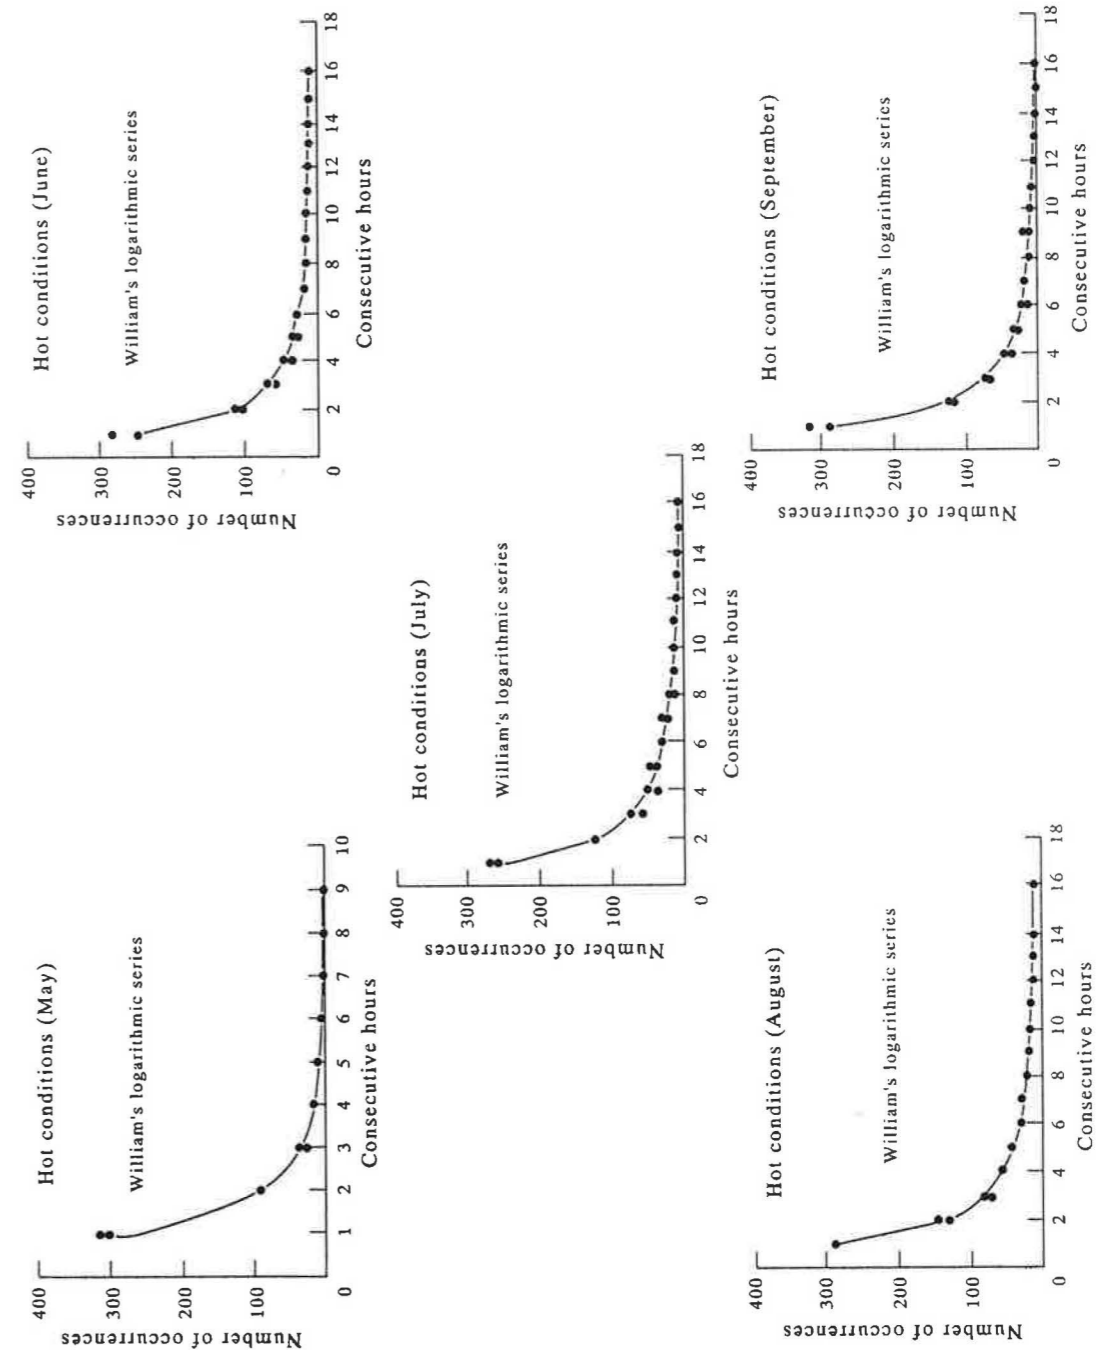 Hot conditions (May)
William's logarithmic series
Number of occurrences
400
300
200
100
0
1 2 3 4 5 6 7 8 9 10
Consecutive hours
Hot conditions (June)
William's logarithmic series
Number of occurrences
400
300
200
100
0
2 4 6 8 10 12 14 16 18
Consecutive hours
Hot conditions (July)
William's logarithmic series
Number of occurrences
400
300
200
100
0
2 4 6 8 10 12 14 16 18
Consecutive hours
Hot conditions (August)
William's logarithmic series
Number of occurrences
400
300
200
100
0
2 4 6 8 10 12 14 16 18
Consecutive hours
Hot conditions (September)
William's logarithmic series
Number of occurrences
400
300
200
100
0
2 4 6 8 10 12 14 16 18
Consecutive hours